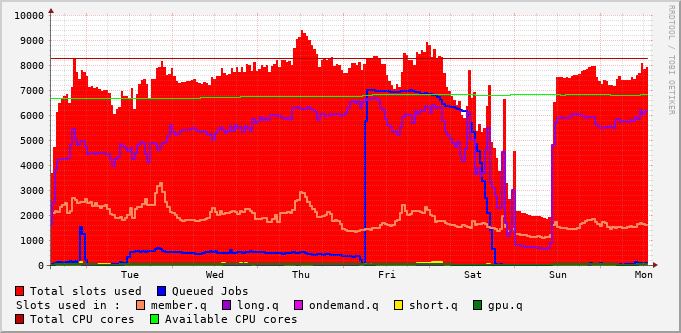 10000
9000
8000
7000
6000
5000
4000
3000
2000
1000
0
Tue Wed Thu Fri Sat Sun Mon
RRDTOOL / TOBI OETIKER
Total slots used Queued Jobs
Slots used in : member.q long.q ondemand.q short.q gpu.q
Total CPU cores Available CPU cores